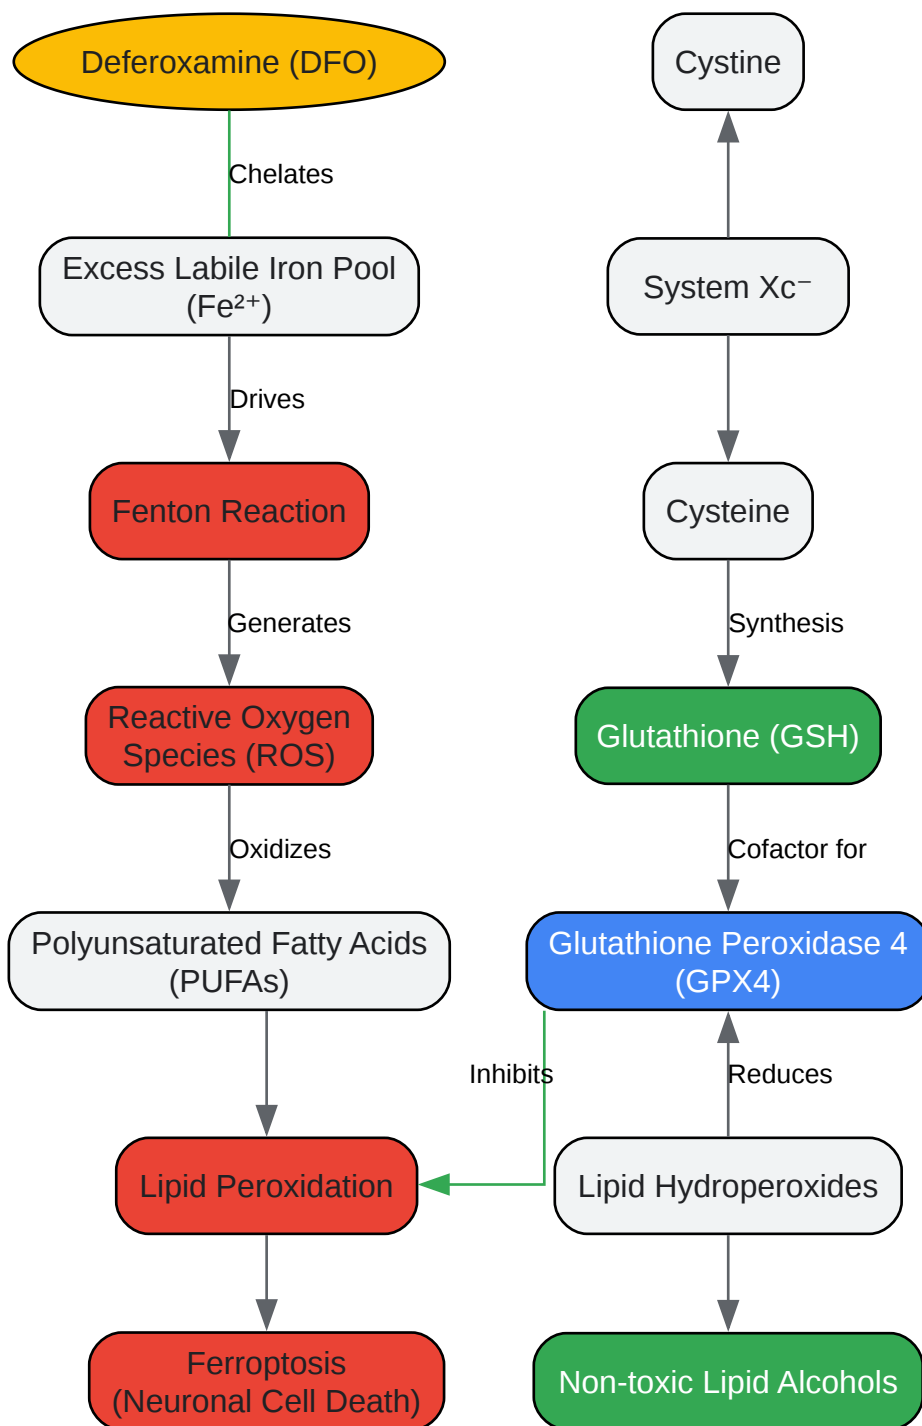 Deferoxamine (DFO)
Chelates
Excess Labile Iron Pool
(Fe²⁺)
Drives
Fenton Reaction
Generates
Reactive Oxygen
Species (ROS)
Oxidizes
Polyunsaturated Fatty Acids
(PUFAs)
Lipid Peroxidation
Ferroptosis
(Neuronal Cell Death)
Cystine
System Xc⁻
Cysteine
Synthesis
Glutathione (GSH)
Cofactor for
Glutathione Peroxidase 4
(GPX4)
Inhibits
Reduces
Lipid Hydroperoxides
Non-toxic Lipid Alcohols